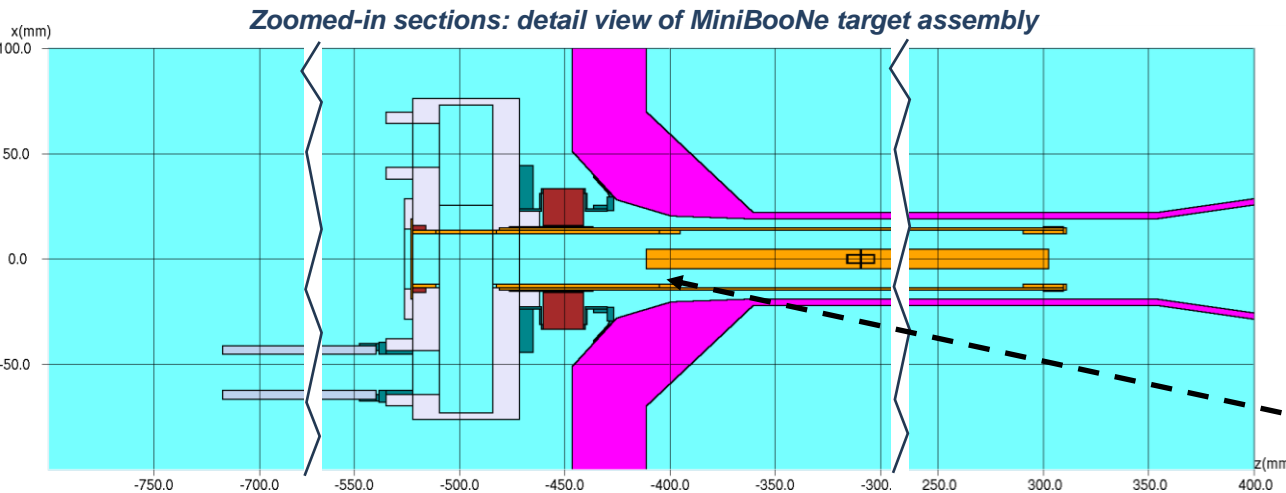 Zoomed-in sections: detail view of MiniBooNe target assembly
x(mm)
100.0
50.0
0.0
-50.0
z(mm
-750.0 -700.0 -550.0 -500.0 -450.0 -400.0 -350.0 -300. 250.0 300.0 350.0 400.0